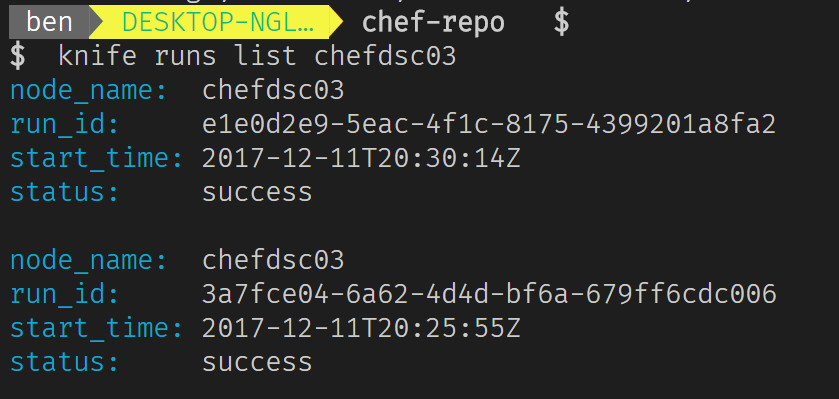 ben DESKTOP-NGL… chef-repo $
$ knife runs list chefdsc03
node_name: chefdsc03
run_id: e1e0d2e9-5eac-4f1c-8175-4399201a8fa2
start_time: 2017-12-11T20:30:14Z
status: success
node_name: chefdsc03
run_id: 3a7fce04-6a62-4d4d-bf6a-679ff6cdc006
start_time: 2017-12-11T20:25:55Z
status: success